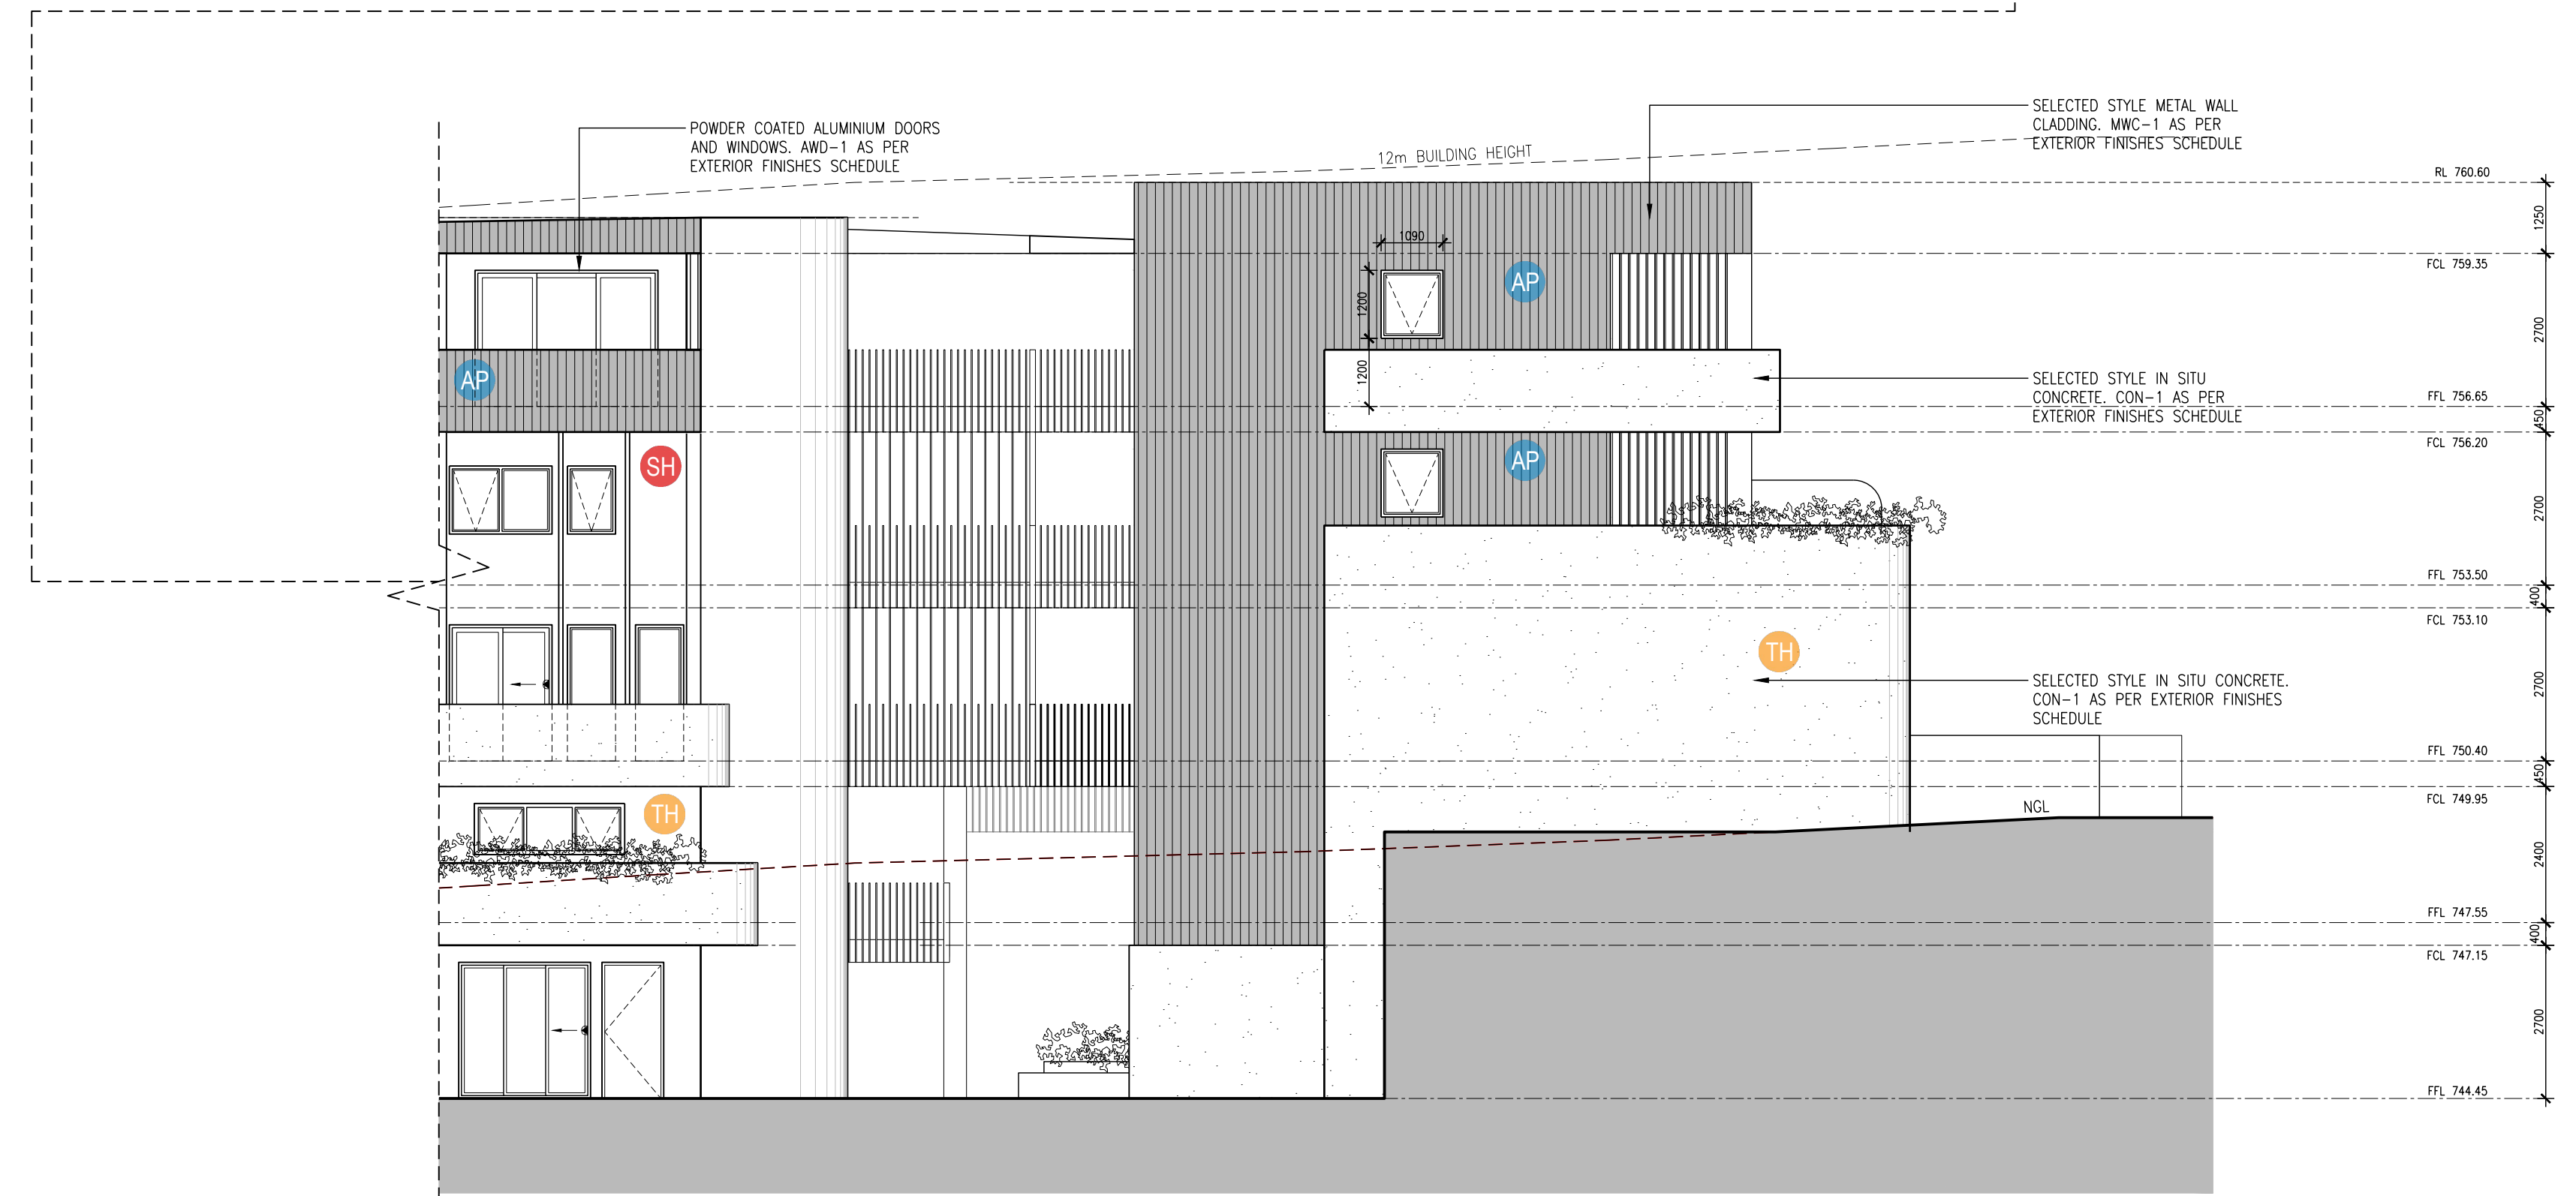 POWDER COATED ALUMINIUM DOORS
AND WINDOWS. AWD-1 AS PER
EXTERIOR FINISHES SCHEDULE
12m BUILDING HEIGHT
SELECTED STYLE METAL WALL
CLADDING. MWC-1 AS PER
EXTERIOR FINISHES SCHEDULE
RL 760.60
1250
1090
AP
FCL 759.35
1200
2700
1200
AP
SELECTED STYLE IN SITU
CONCRETE. CON-1 AS PER
EXTERIOR FINISHES SCHEDULE
FFL 756.65
450
FCL 756.20
SH
AP
2700
FFL 753.50
400
FCL 753.10
TH
2700
SELECTED STYLE IN SITU CONCRETE.
CON-1 AS PER EXTERIOR FINISHES
SCHEDULE
FFL 750.40
450
FCL 749.95
TH
NGL
2400
FFL 747.55
400
FCL 747.15
2700
FFL 744.45